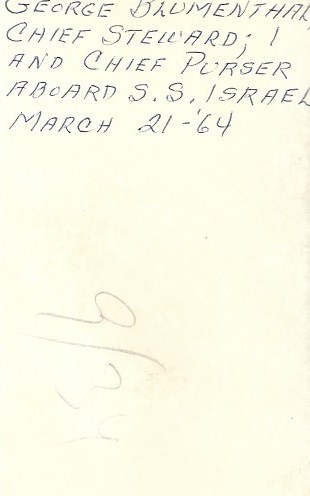 GEORGE BLUMENTHAL
CHIEF STEWARD; I
AND CHIEF PURSER
ABOARD S.S. ISRAEL
MARCH 21-'64